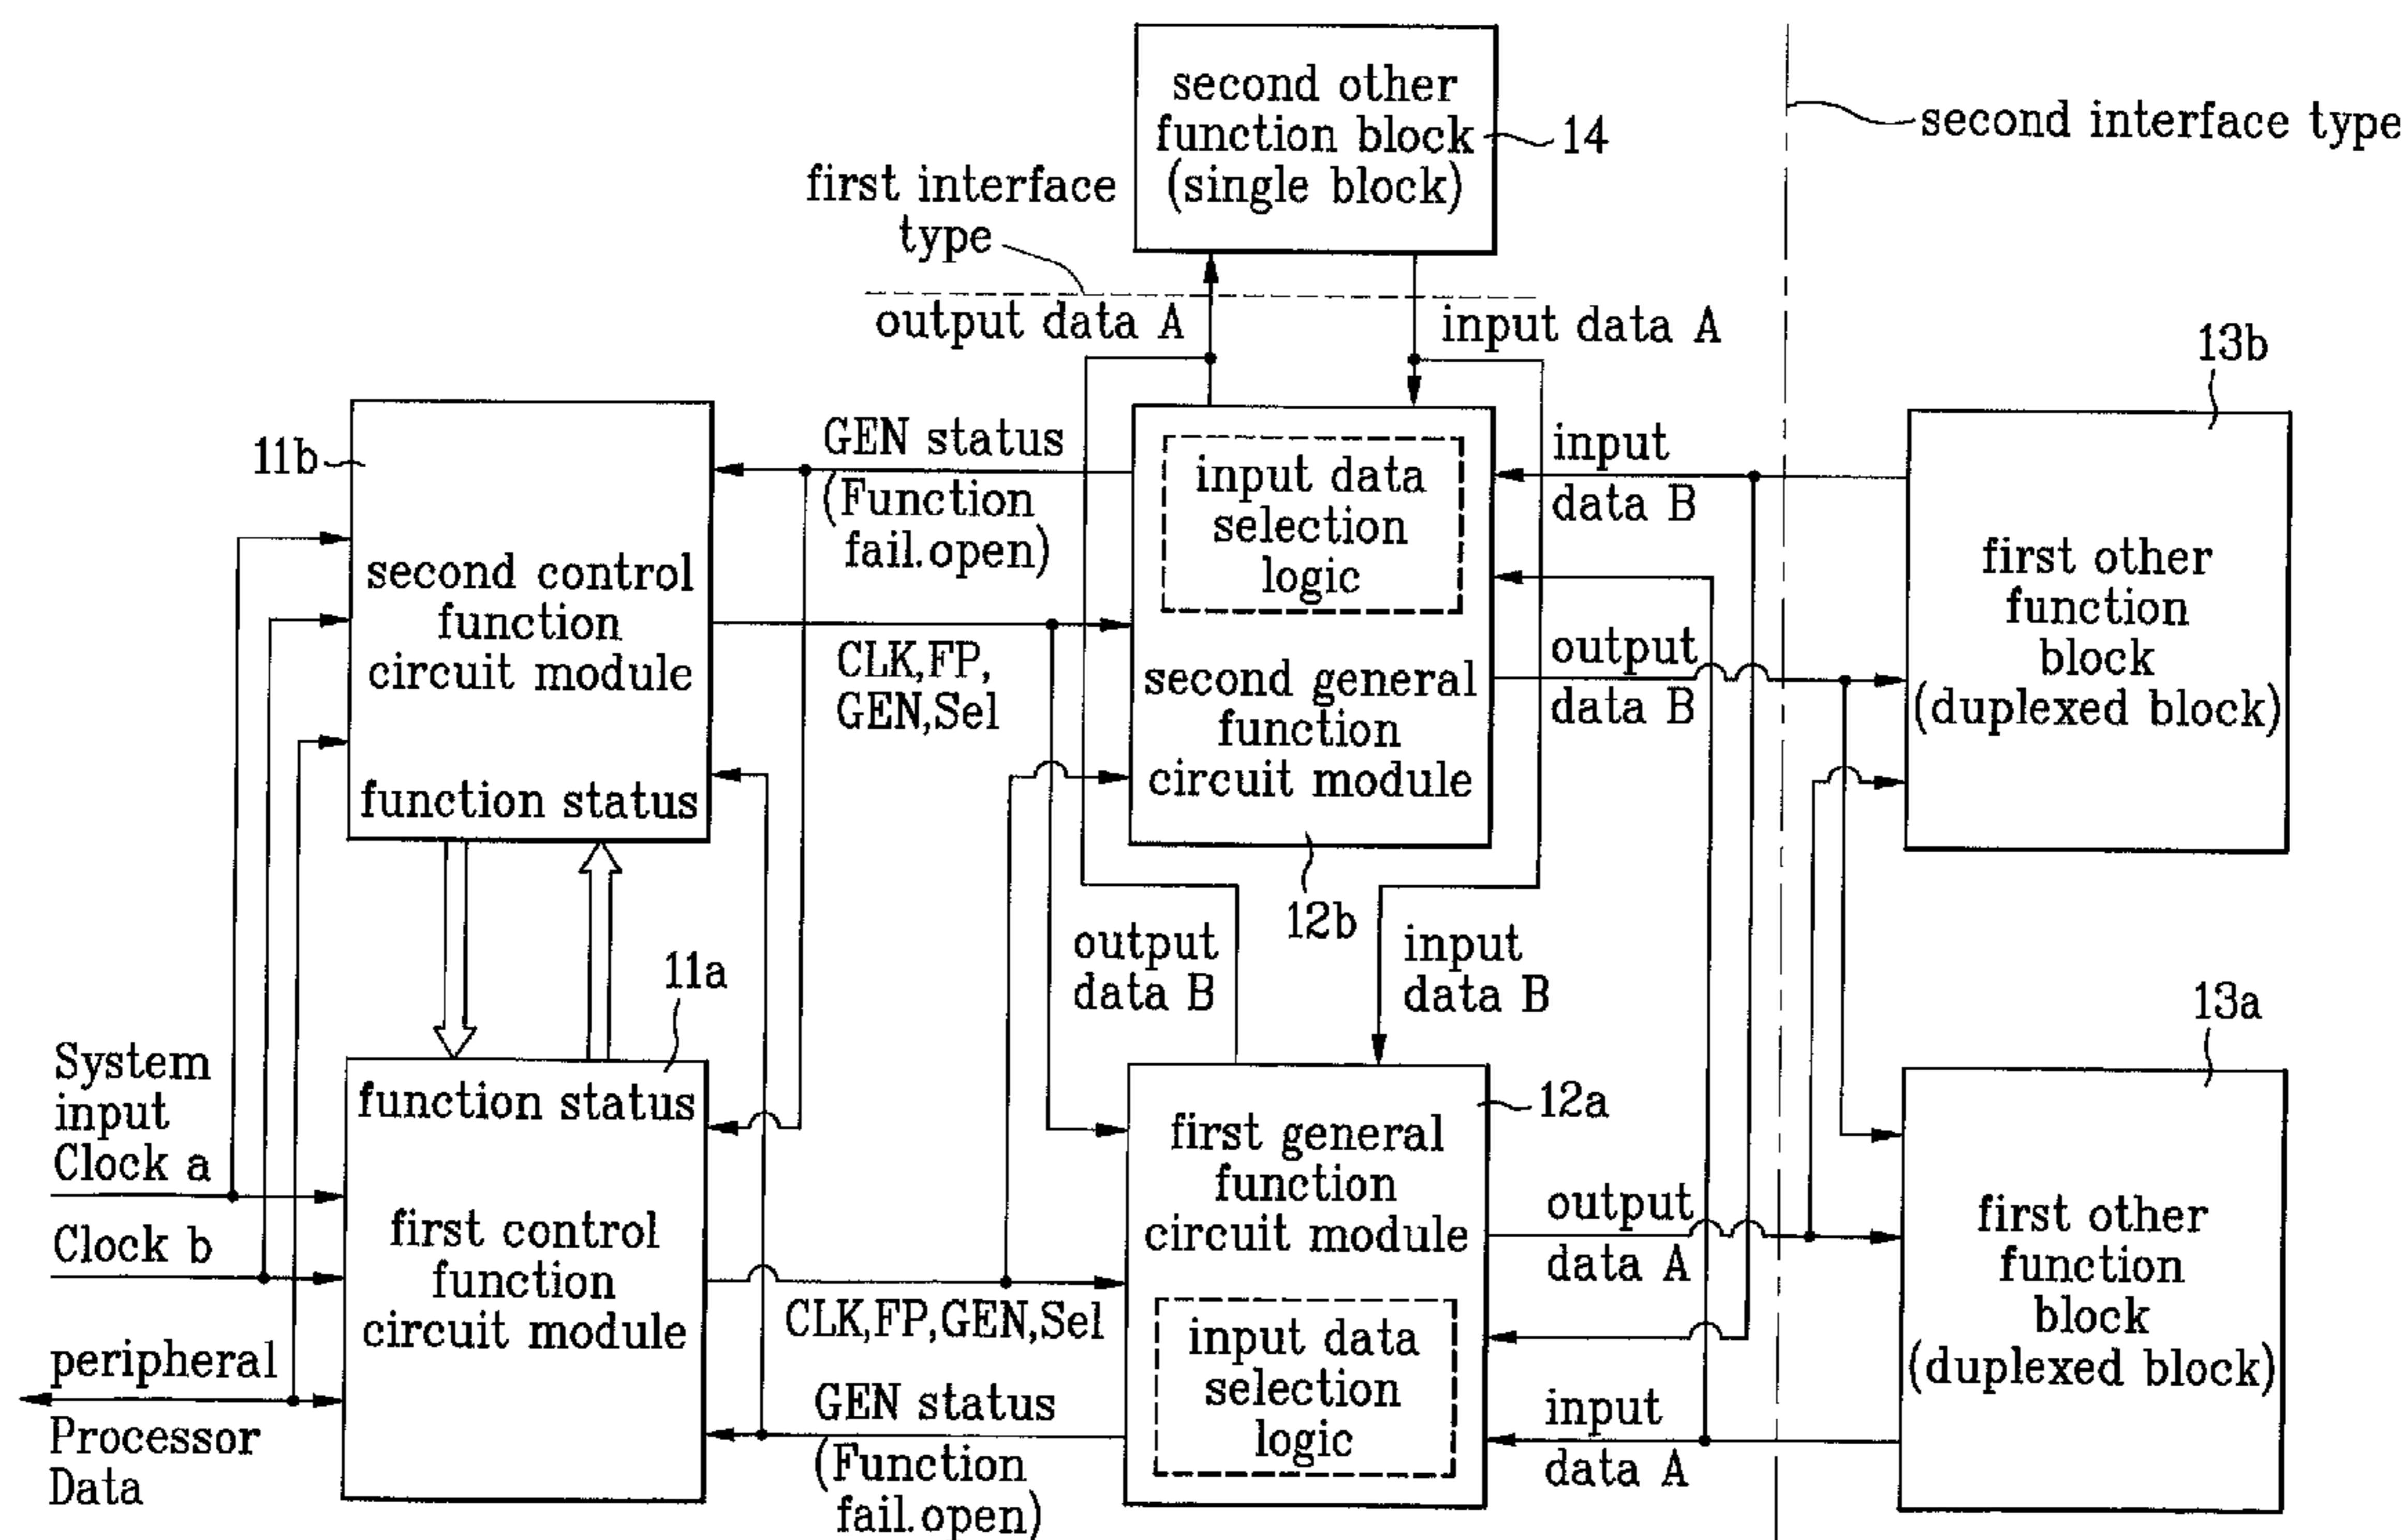 second other
function block
(single block)
14
second interface type
first interface
type
output data A
input data A
13b
11b
GEN status
(Function
fail.open)
input data
selection
logic
input
data B
second control
function
circuit module
function status
CLK,FP,
GEN,Sel
second general
function
circuit module
output
data B
first other
function
block
(duplexed block)
12b
output
data B
input
data B
11a
13a
System
input
Clock a
Clock b
peripheral
Processor
Data
function status
first control
function
circuit module
CLK,FP,GEN,Sel
GEN status
(Function
fail.open)
12a
first general
function
circuit module
input data
selection
logic
output
data A
input
data A
first other
function
block
(duplexed block)